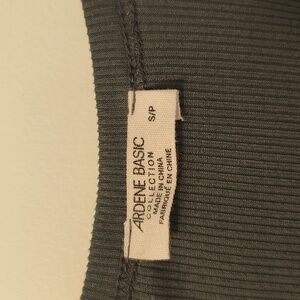 ARDENE BASIC
COLLECTION
MADE IN CHINA
FABRIQUÉ EN CHINE
S/P